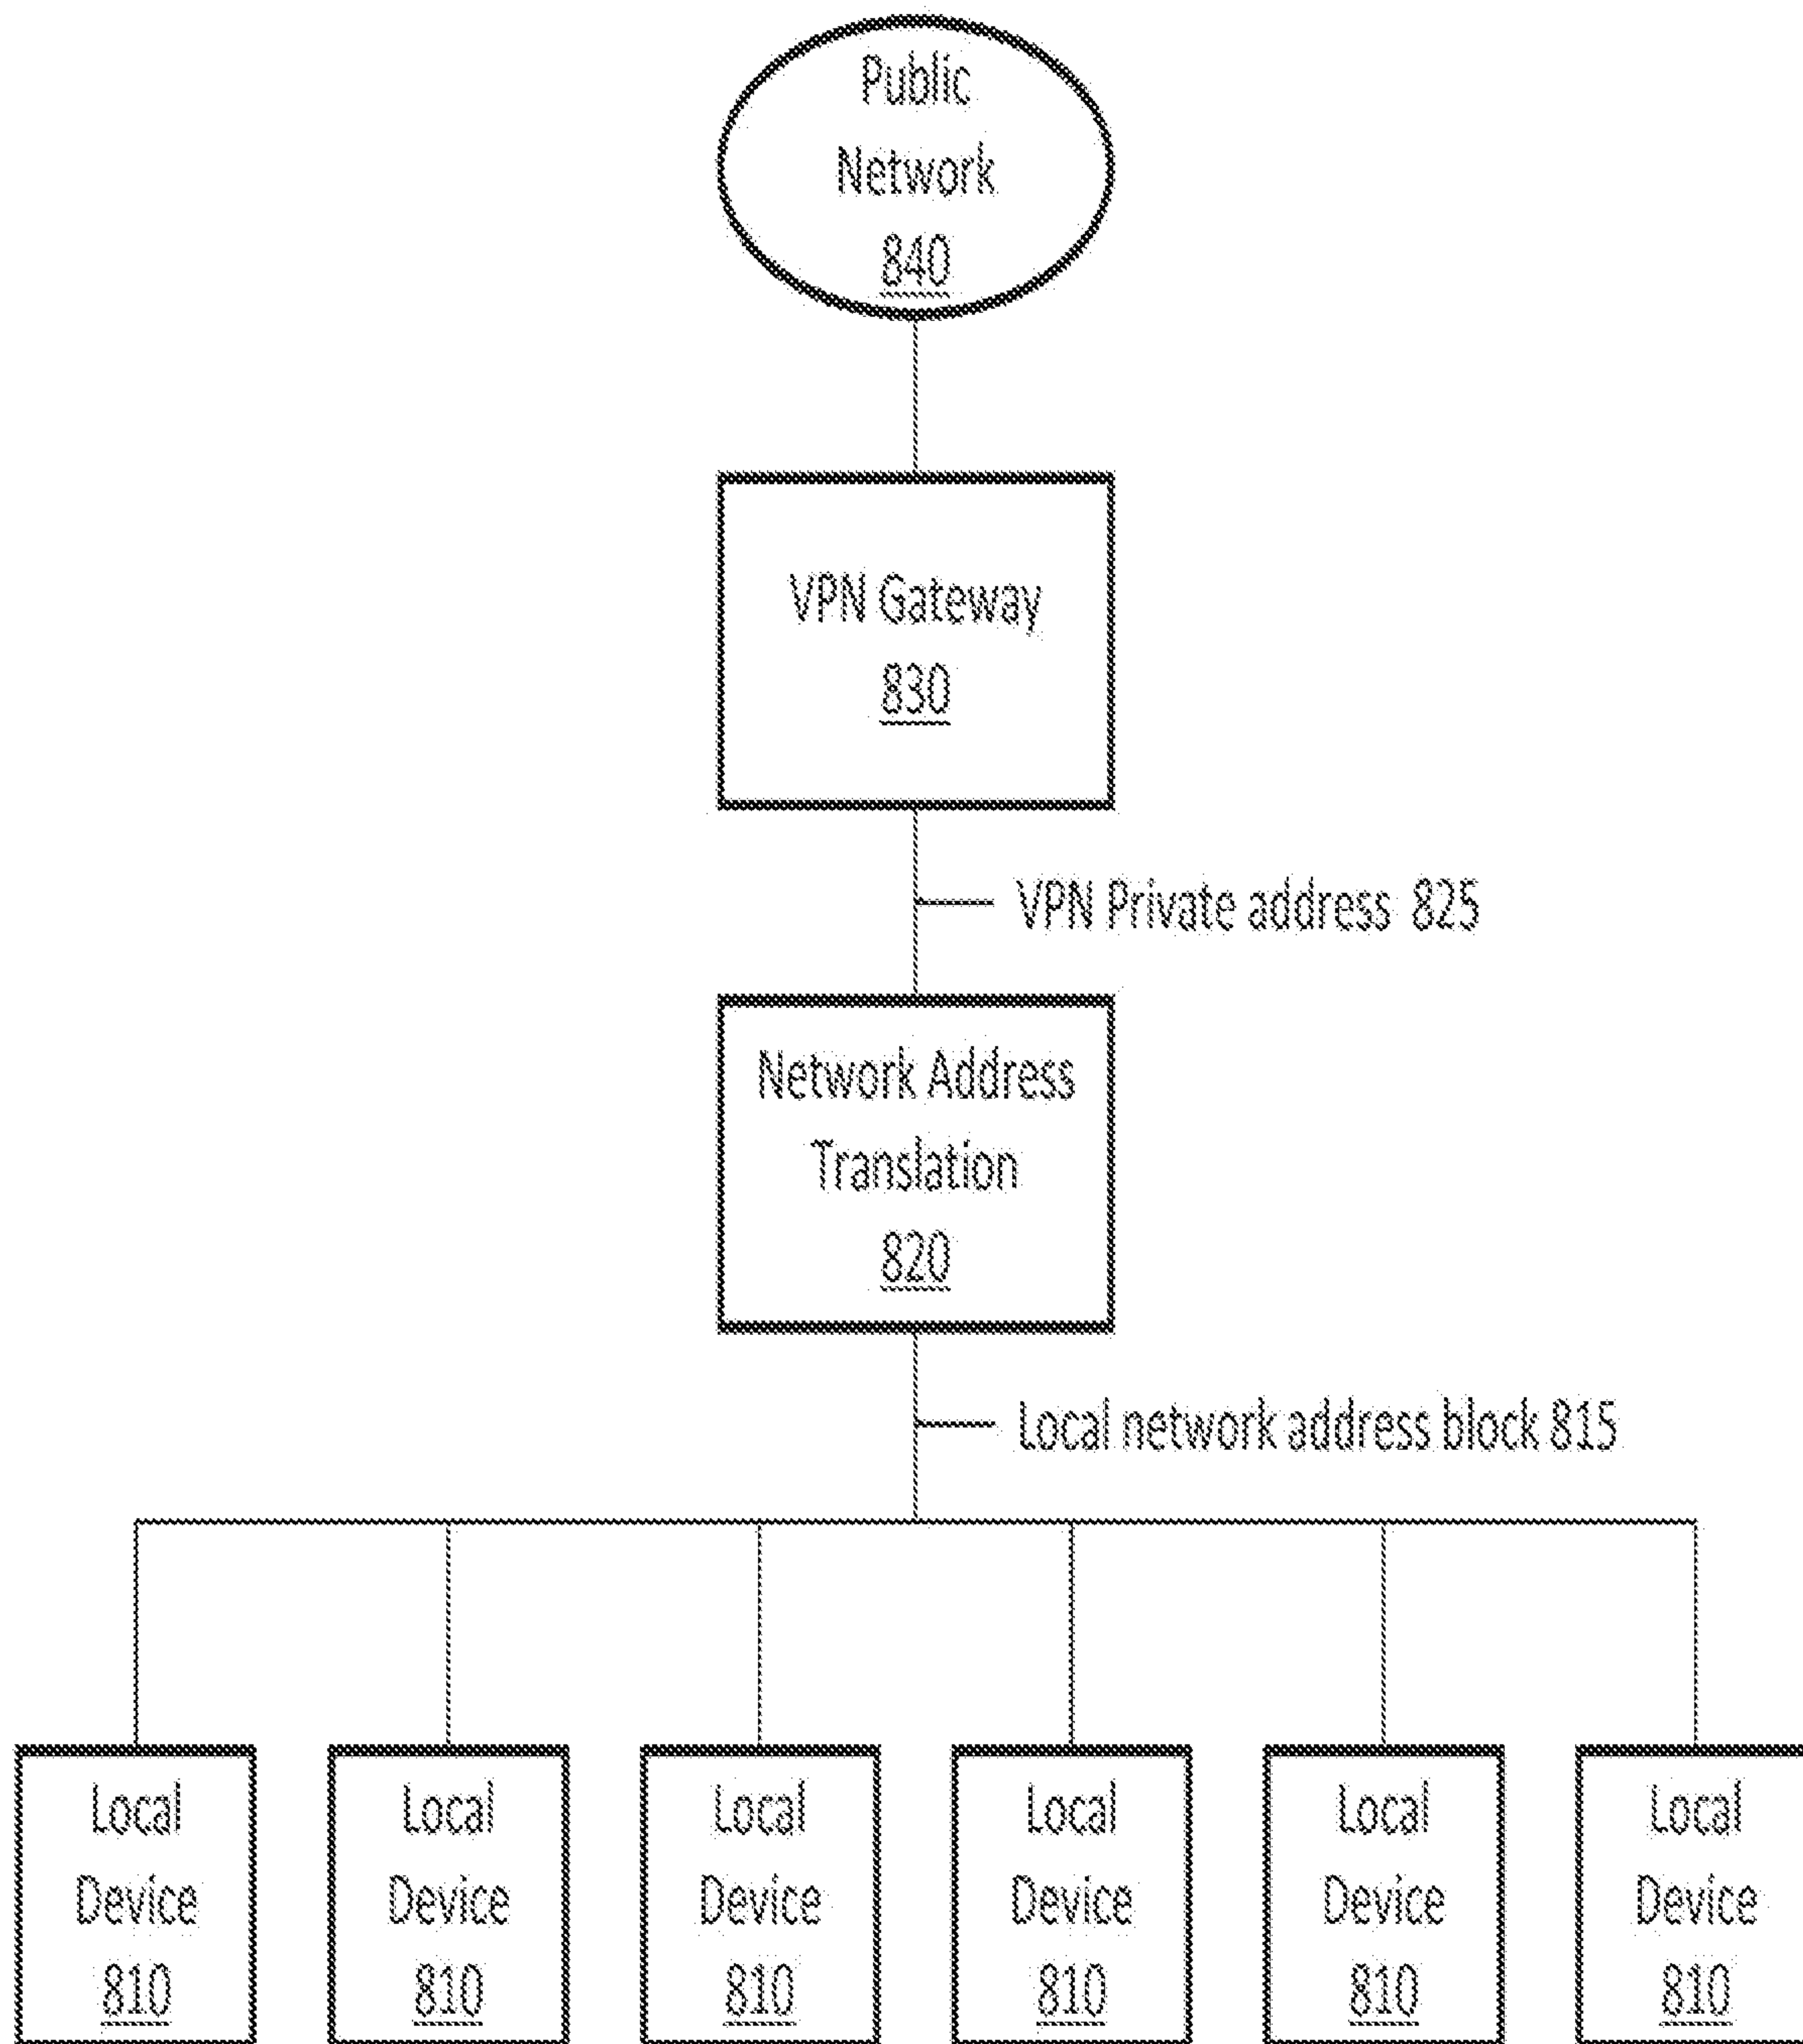 Public
Network
840
VPN Gateway
830
VPN Private address 825
Network Address
Translation
820
Local network address block 815
Local
Device
810
Local
Device
810
Local
Device
810
Local
Device
810
Local
Device
810
Local
Device
810